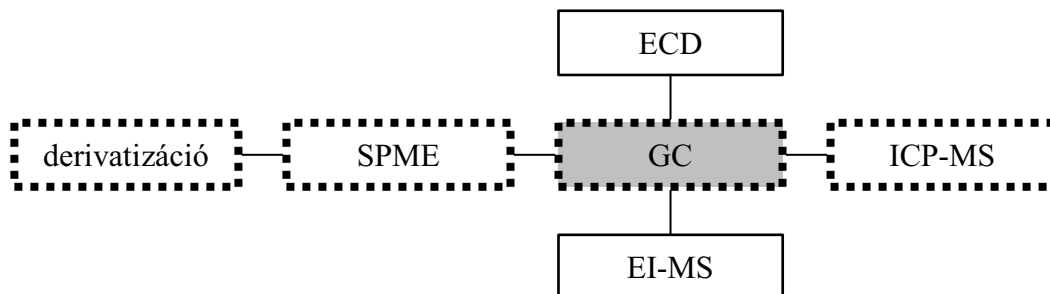 ECD
derivatizáció
SPME
GC
ICP-MS
EI-MS